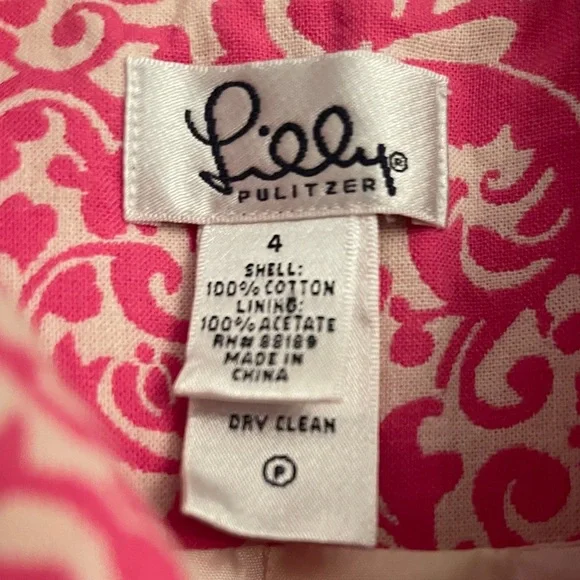 Lilly®
PULITZER
4
SHELL:
100% COTTON
LINING:
100% ACETATE
RN# 88189
MADE IN
CHINA
DRY CLEAN
P